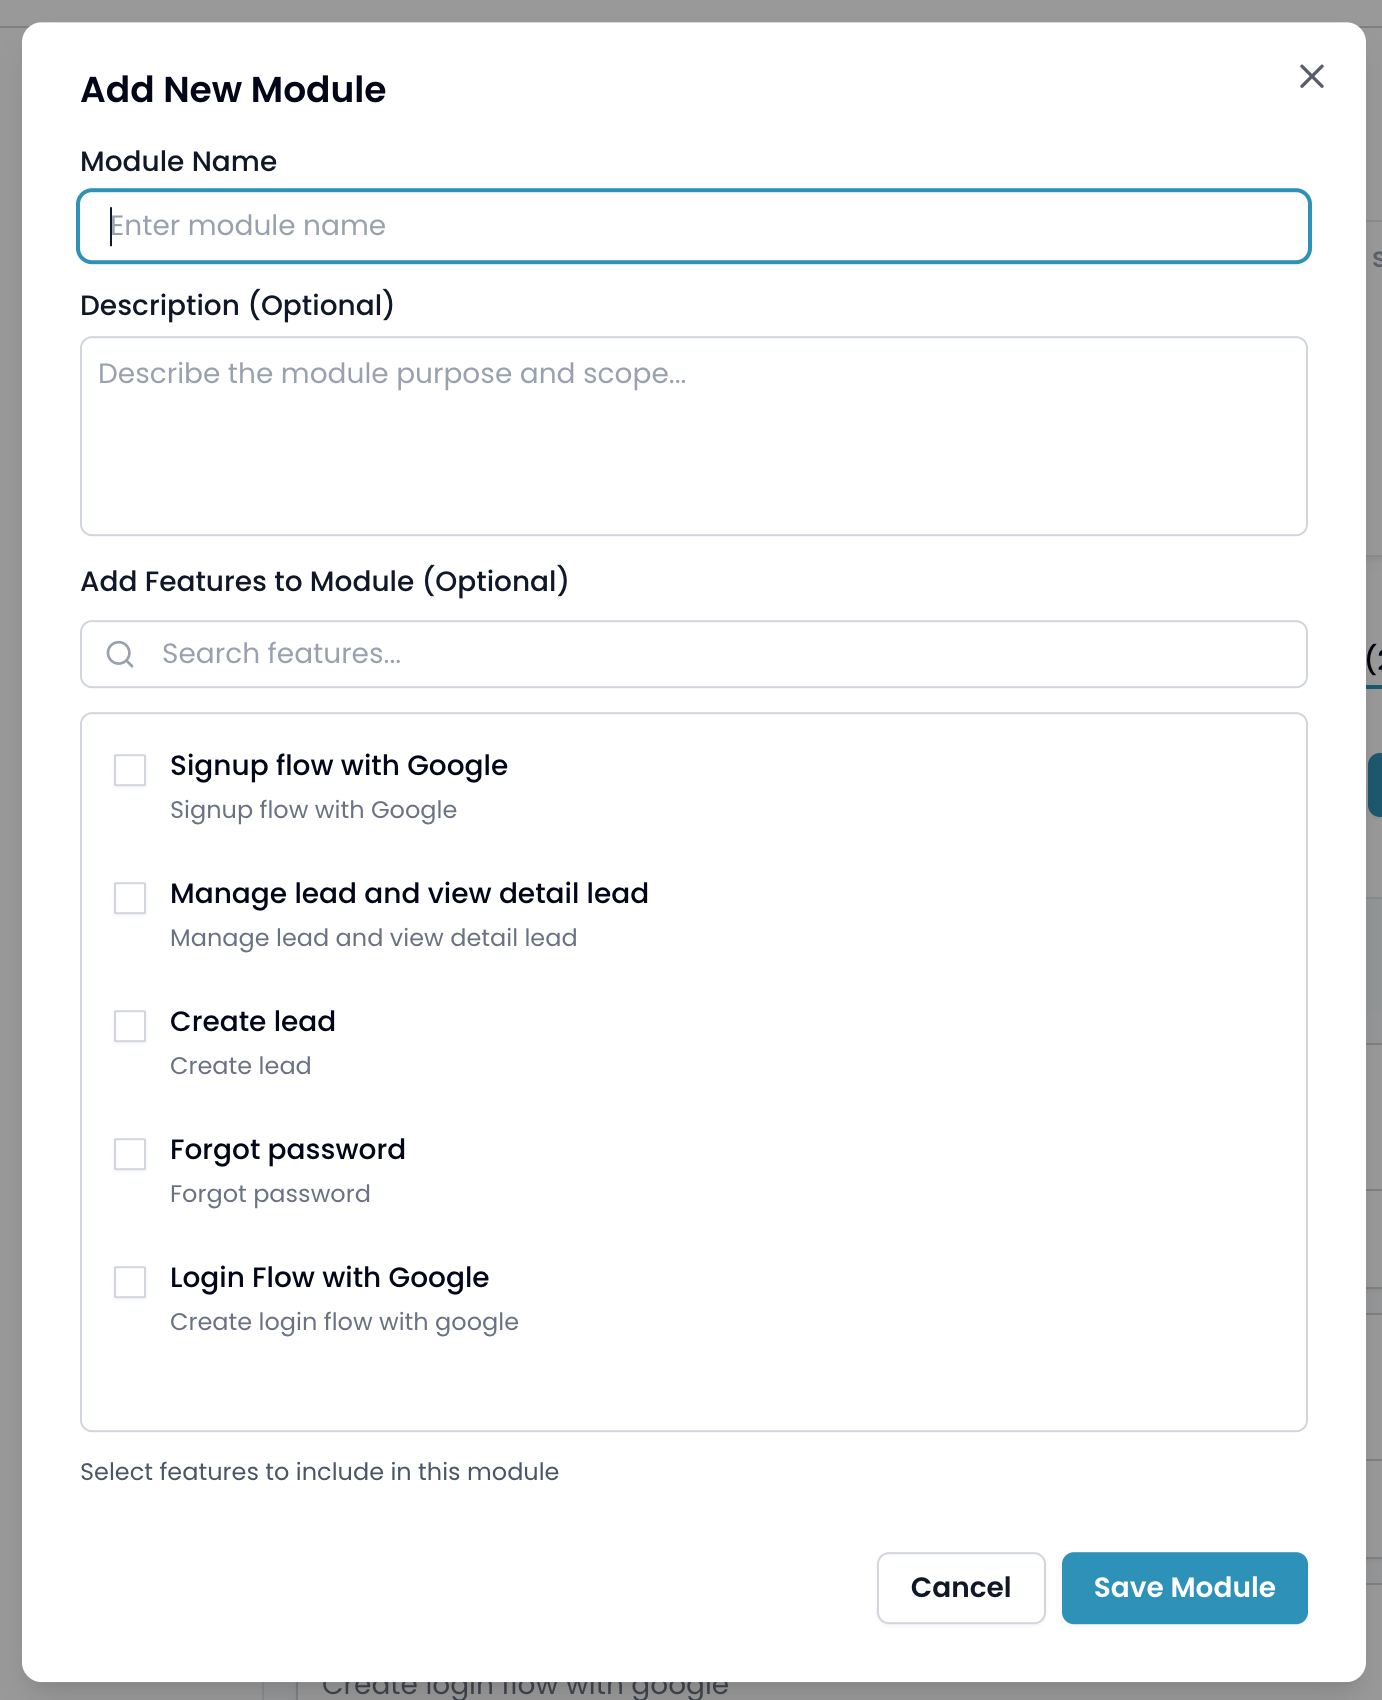 Add New Module
Module Name
Enter module name
Description (Optional)
Describe the module purpose and scope...
Add Features to Module (Optional)
Search features...
Signup flow with Google
Signup flow with Google
Manage lead and view detail lead
Manage lead and view detail lead
Create lead
Create lead
Forgot password
Forgot password
Login Flow with Google
Create login flow with google
Select features to include in this module
Cancel
Save Module
Create login flow with google